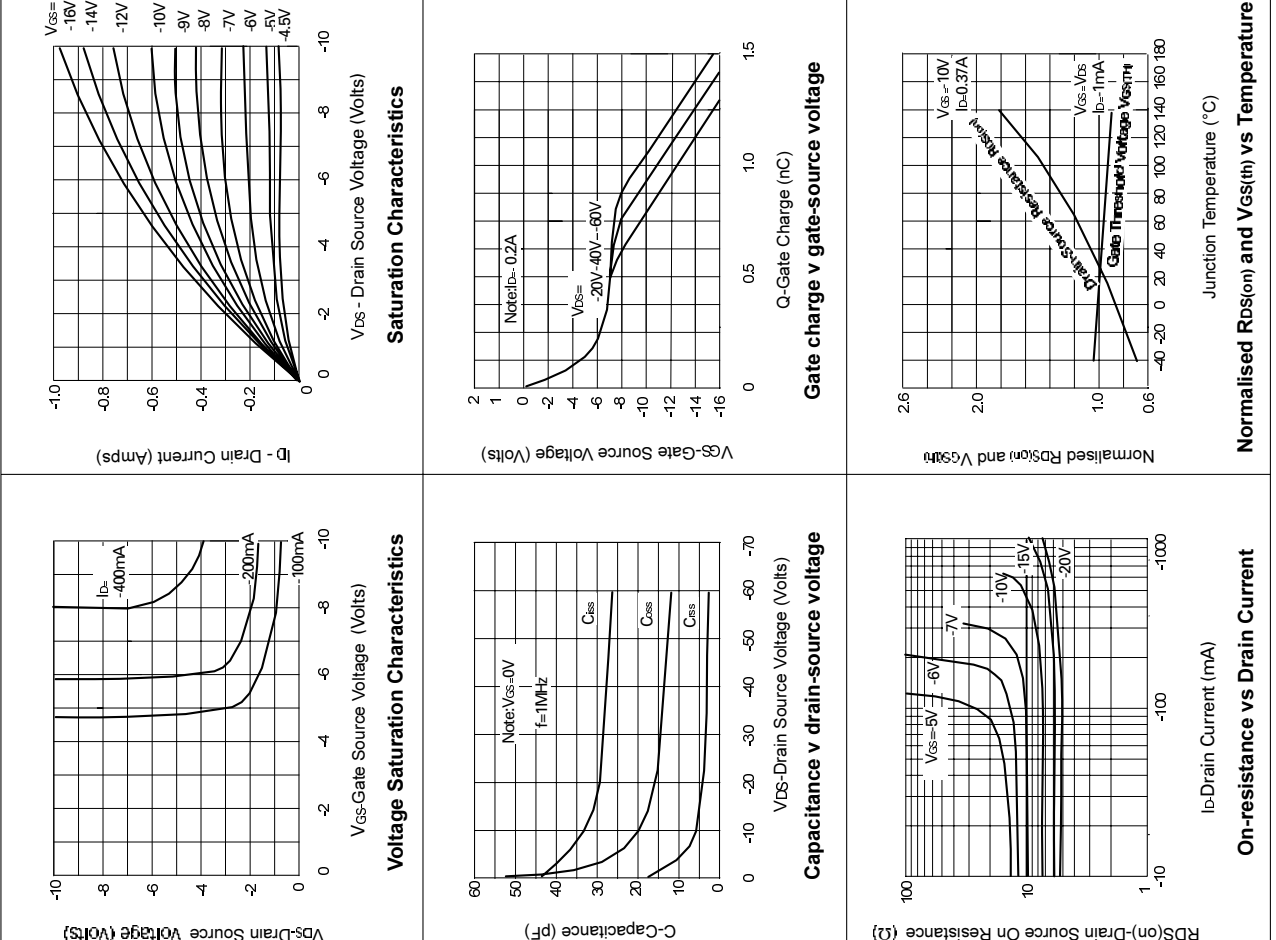 VGS=
-16V
-14V
-12V
-10V
-9V
-8V
-7V
-6V
-5V
-4.5V
-1.0
-0.8
-0.6
-0.4
-0.2
0
0
-2
-4
-6
-8
-10
ID - Drain Current (Amps)
VDS - Drain Source Voltage (Volts)
Saturation Characteristics
2
1
0
-2
-4
-6
-8
-10
-12
-14
-16
0
0.5
1.0
1.5
Note:ID=- 0.2A
VDS=
-20V -40V -60V
VGS-Gate Source Voltage (Volts)
Q-Gate Charge (nC)
Gate charge v gate-source voltage
2.6
2.0
1.0
0.6
-40
-20
0
20
40
60
80
100
120
140
160
180
VGS=-10V
ID=0.37A
Drain-Source Resistance RDS(on)
VGS=VDS
ID=-1mA
Gate Threshold Voltage VGS(TH)
Normalised RDS(on) and VGS(th)
Junction Temperature (°C)
Normalised RDS(on) and VGS(th) vs Temperature
-10
-8
-6
-4
-2
0
0
-2
-4
-6
-8
-10
ID=
-400mA
-200mA
-100mA
VDS-Drain Source Voltage (Volts)
VGS-Gate Source Voltage (Volts)
Voltage Saturation Characteristics
60
50
40
30
20
10
0
0
-10
-20
-30
-40
-50
-60
-70
Note:VGS=0V
f=1MHz
Ciss
Coss
Crss
C-Capacitance (pF)
VDS-Drain Source Voltage (Volts)
Capacitance v drain-source voltage
100
10
1
-10
-100
-1000
VGS=-5V
-6V
-7V
-10V
-15V
-20V
RDS(on)-Drain Source On Resistance (Ω)
ID-Drain Current (mA)
On-resistance vs Drain Current